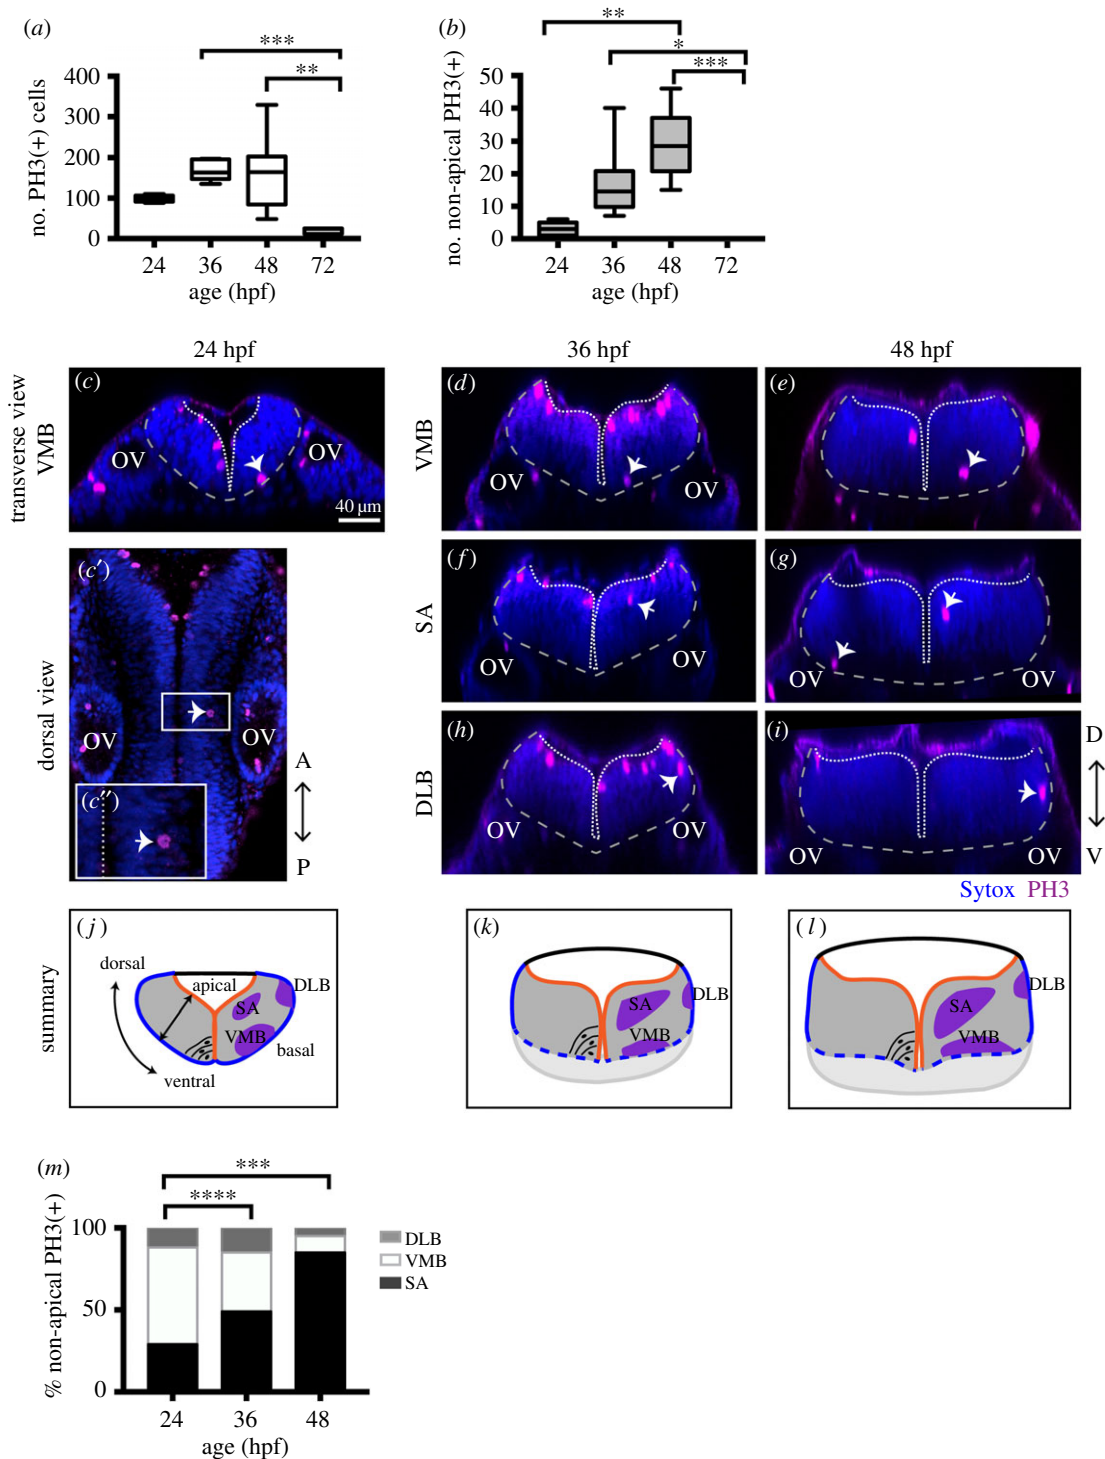 (a)
***
**
400
300
200
100
0
no. PH3(+) cells
24 36 48 72
age (hpf)
(b)
**
*
***
50
40
30
20
10
0
no. non-apical PH3(+)
24 36 48 72
age (hpf)
24 hpf
36 hpf
48 hpf
transverse view
VMB
(c)
OV
OV
40 µm
(d)
VMB
OV
OV
(e)
dorsal view
(c′)
OV
OV
(c″)
A
P
SA
(f)
OV
OV
(g)
OV
OV
DLB
(h)
OV
OV
(i)
OV
OV
D
V
Sytox PH3
summary
(j)
dorsal
apical
DLB
SA
VMB
basal
ventral
(k)
SA
DLB
VMB
(l)
SA
DLB
VMB
(m)
***
****
100
50
0
% non-apical PH3(+)
24 36 48
age (hpf)
DLB
VMB
SA